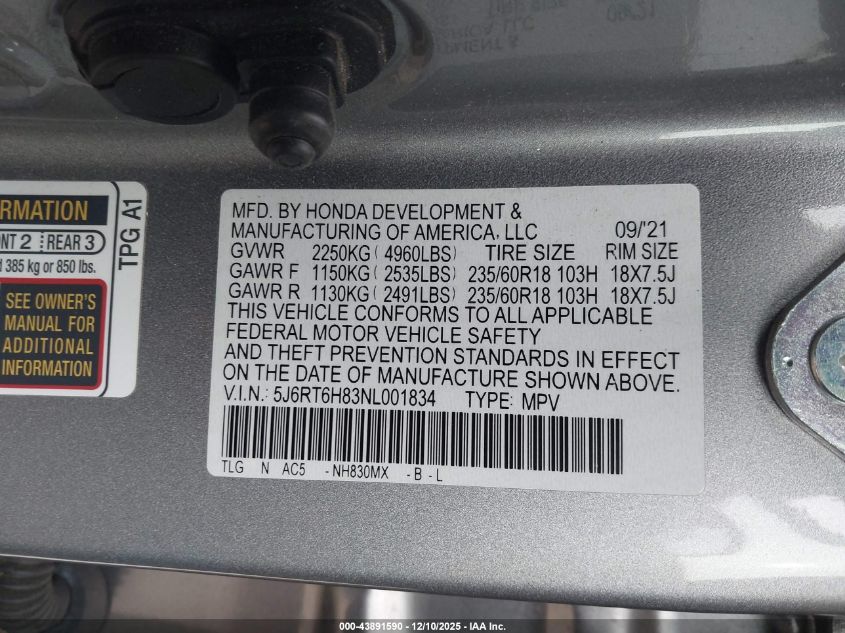 RMATION
NT 2 REAR 3
d 385 kg or 850 lbs.
SEE OWNER'S
MANUAL FOR
ADDITIONAL
INFORMATION
TPG A1
MFD. BY HONDA DEVELOPMENT &
MANUFACTURING OF AMERICA, LLC 09/'21
GVWR 2250KG ( 4960LBS) TIRE SIZE RIM SIZE
GAWR F 1150KG ( 2535LBS) 235/60R18 103H 18X7.5J
GAWR R 1130KG ( 2491LBS) 235/60R18 103H 18X7.5J
THIS VEHICLE CONFORMS TO ALL APPLICABLE
FEDERAL MOTOR VEHICLE SAFETY
AND THEFT PREVENTION STANDARDS IN EFFECT
ON THE DATE OF MANUFACTURE SHOWN ABOVE.
V.I.N.: 5J6RT6H83NL001834 TYPE: MPV
TLG N AC5 -NH830MX -B-L
000-43891590 - 12/10/2025 - IAA Inc.